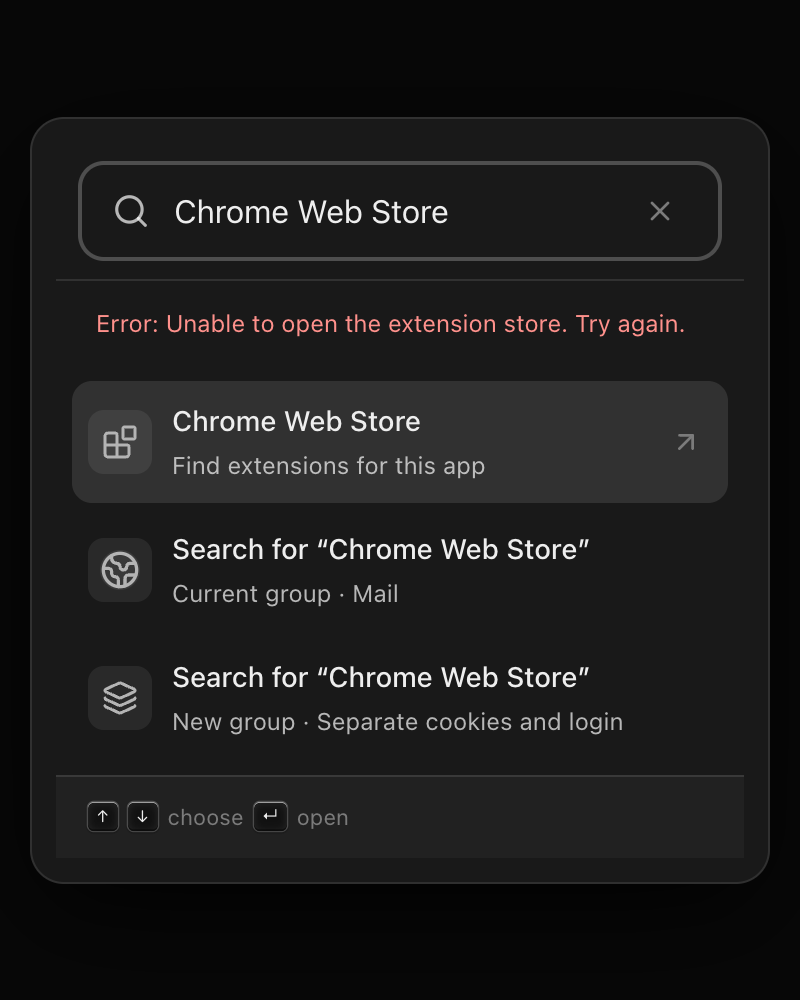 Chrome Web Store
Error: Unable to open the extension store. Try again.
Chrome Web Store
Find extensions for this app
Search for “Chrome Web Store”
Current group · Mail
Search for “Chrome Web Store”
New group · Separate cookies and login
↑ ↓ choose ↵ open